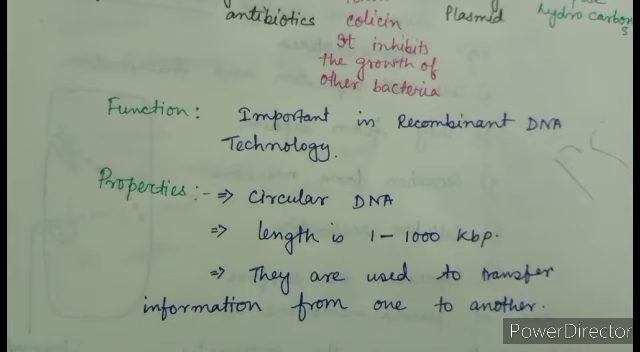 antibiotics colicin Plasmid hydrocarbons
It inhibits
the growth of
other bacteria
Function: Important in Recombinant DNA
Technology.
Properties:- ⇒ Circular DNA
⇒ length is 1-1000 Kbp.
⇒ They are used to transfer
information from one to another.
PowerDirector